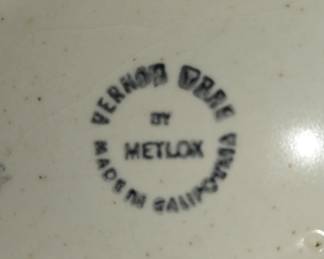 VERNON WARE
BY
METLOX
MADE IN CALIFORNIA